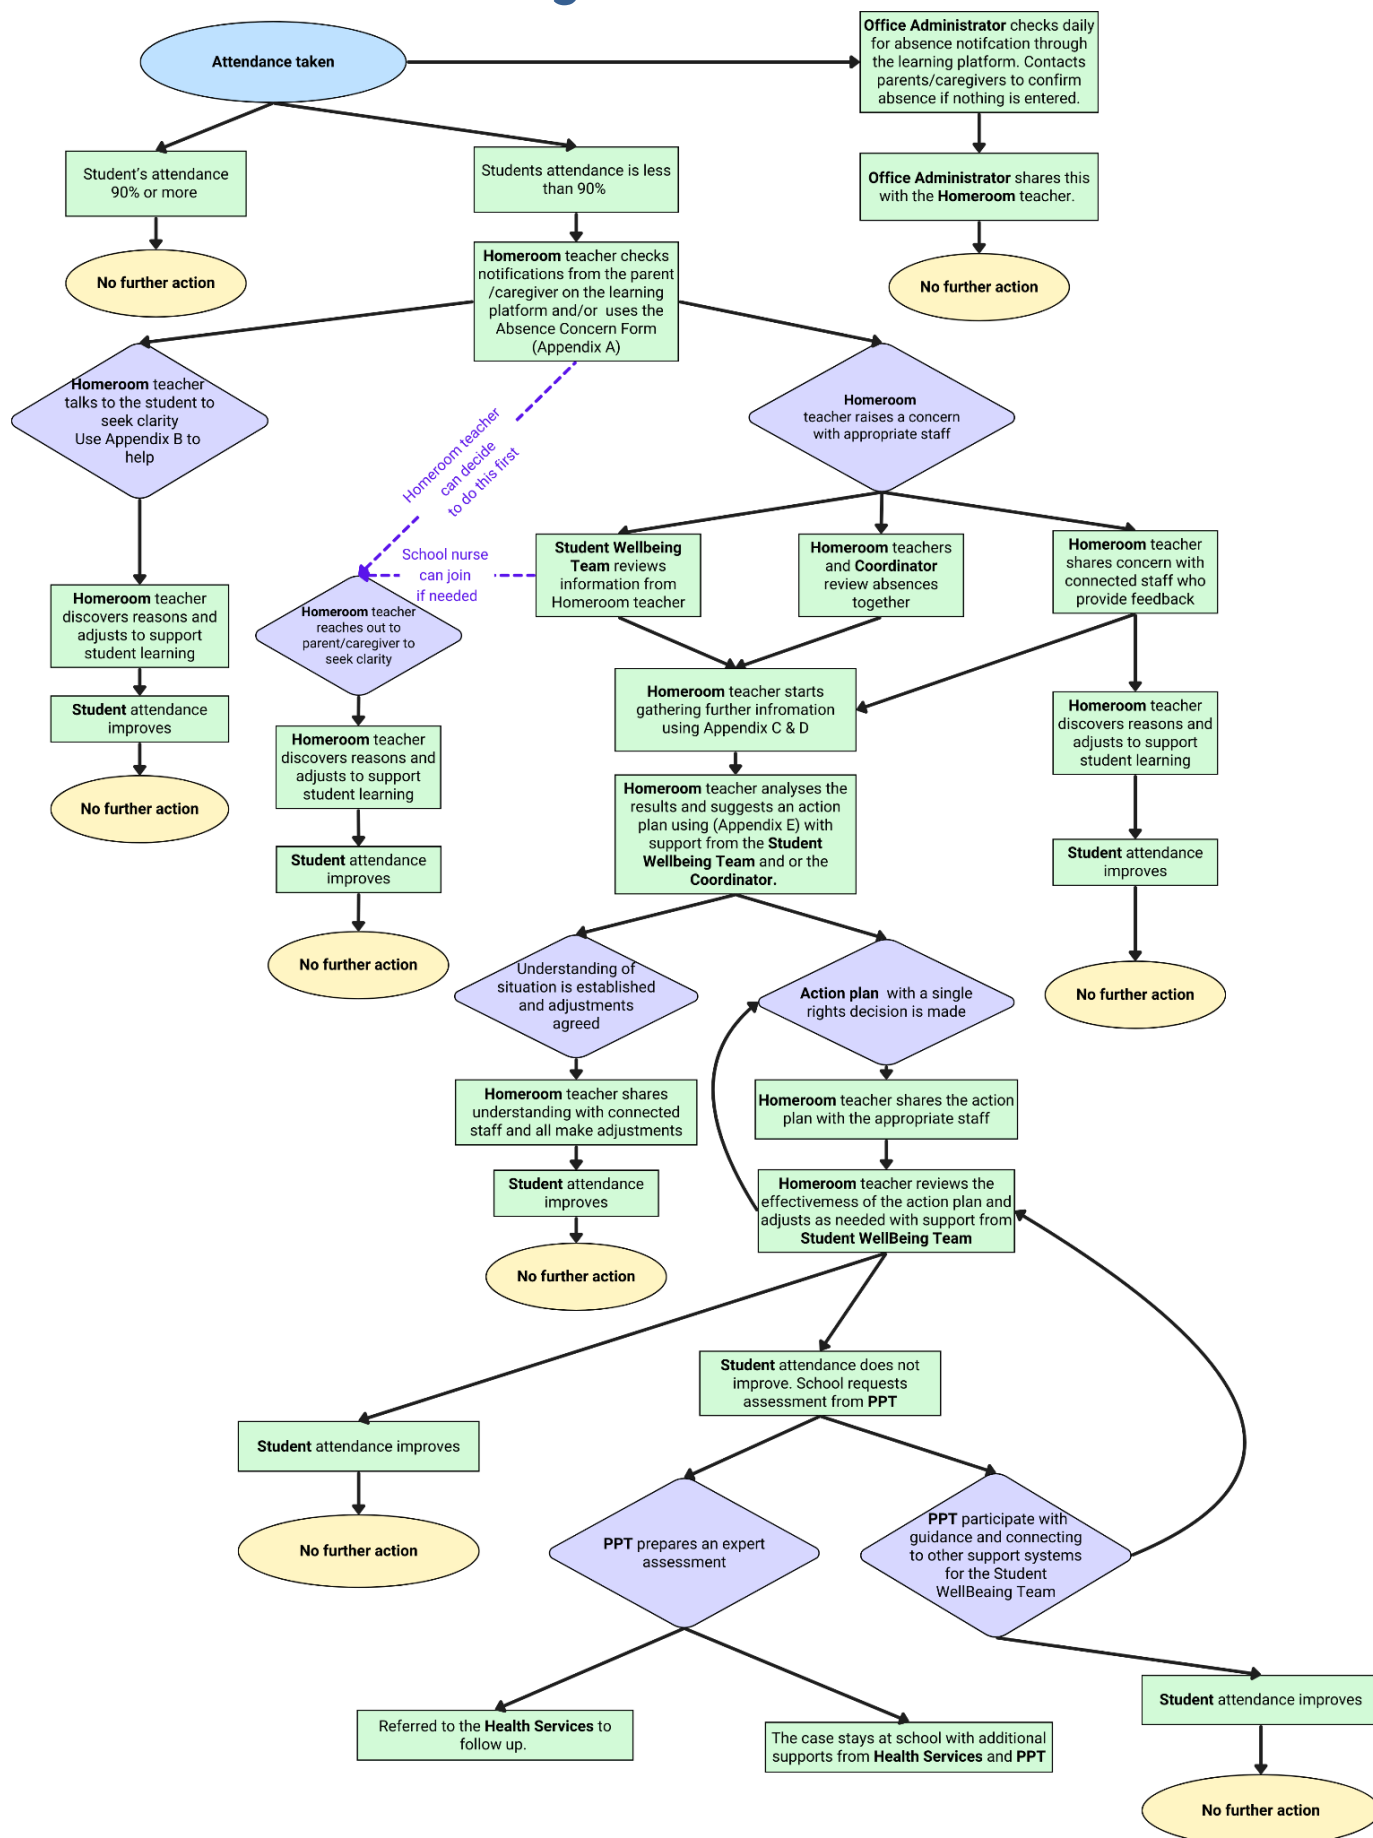 Attendance taken
Office Administrator checks daily
for absence notifcation through
the learning platform. Contacts
parents/caregivers to confirm
absence if nothing is entered.
Student's attendance
90% or more
Students attendance is less
than 90%
Office Administrator shares this
with the Homeroom teacher.
No further action
Homeroom teacher checks
notifications from the parent
/caregiver on the learning
platform and/or uses the
Absence Concern Form
(Appendix A)
No further action
Homeroom teacher
talks to the student to
seek clarity
Use Appendix B to
help
Homeroom teacher
can decide
to do this first
Homeroom
teacher raises a concern
with appropriate staff
School nurse
can join
if needed
Student Wellbeing
Team reviews
information from
Homeroom teacher
Homeroom teachers
and Coordinator
review absences
together
Homeroom teacher
shares concern with
connected staff who
provide feedback
Homeroom teacher
discovers reasons and
adjusts to support
student learning
Homeroom teacher
reaches out to
parent/caregiver to
seek clarity
Student attendance
improves
No further action
Homeroom teacher starts
gathering further infromation
using Appendix C & D
Homeroom teacher
discovers reasons and
adjusts to support
student learning
Homeroom teacher
discovers reasons and
adjusts to support
student learning
Homeroom teacher analyses the
results and suggests an action
plan using (Appendix E) with
support from the Student
Wellbeing Team and or the
Coordinator.
Student attendance
improves
Student attendance
improves
No further action
Understanding of
situation is established
and adjustments
agreed
Action plan with a single
rights decision is made
No further action
Homeroom teacher shares
understanding with connected
staff and all make adjustments
Homeroom teacher shares the action
plan with the appropriate staff
Student attendance
improves
Homeroom teacher reviews the
effectiveness of the action plan and
adjusts as needed with support from
Student WellBeing Team
No further action
Student attendance does not
improve. School requests
assessment from PPT
Student attendance improves
No further action
PPT prepares an expert
assessment
PPT participate with
guidance and connecting
to other support systems
for the Student
WellBeaing Team
Referred to the Health Services to
follow up.
The case stays at school with additional
supports from Health Services and PPT
Student attendance improves
No further action